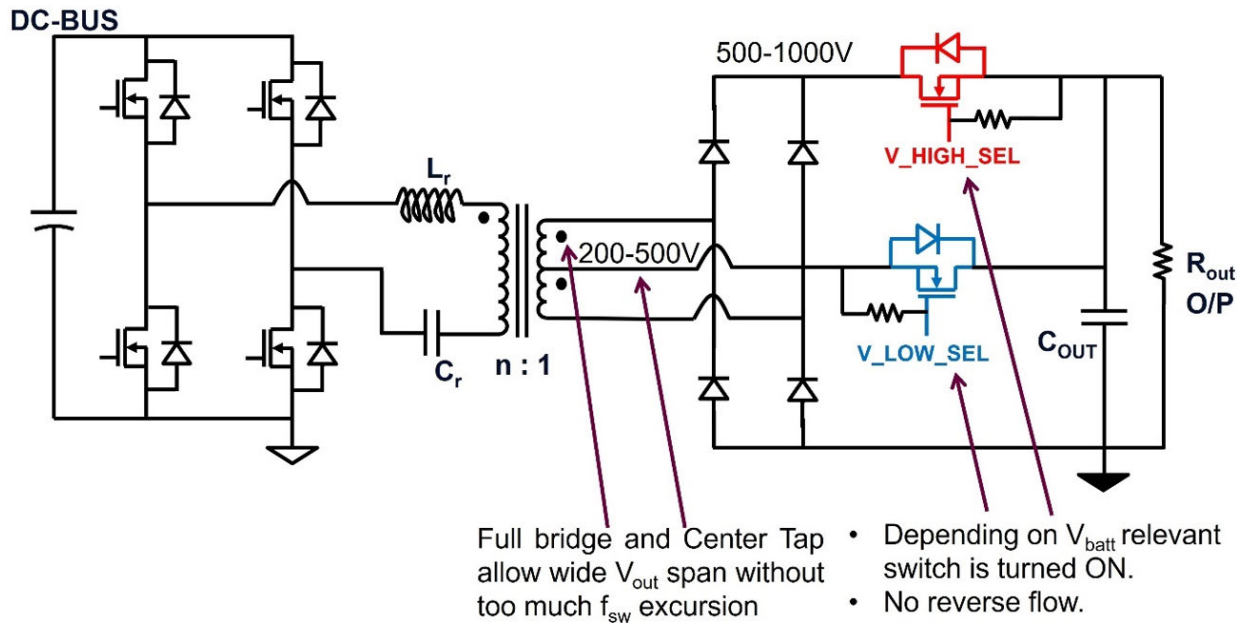 DC-BUS
500-1000V
V_HIGH_SEL
Lr
200-500V
V_LOW_SEL
Rout
O/P
COUT
Cr
n : 1
Full bridge and Center Tap
allow wide Vout span without
too much fsw excursion
• Depending on Vbatt relevant
switch is turned ON.
• No reverse flow.